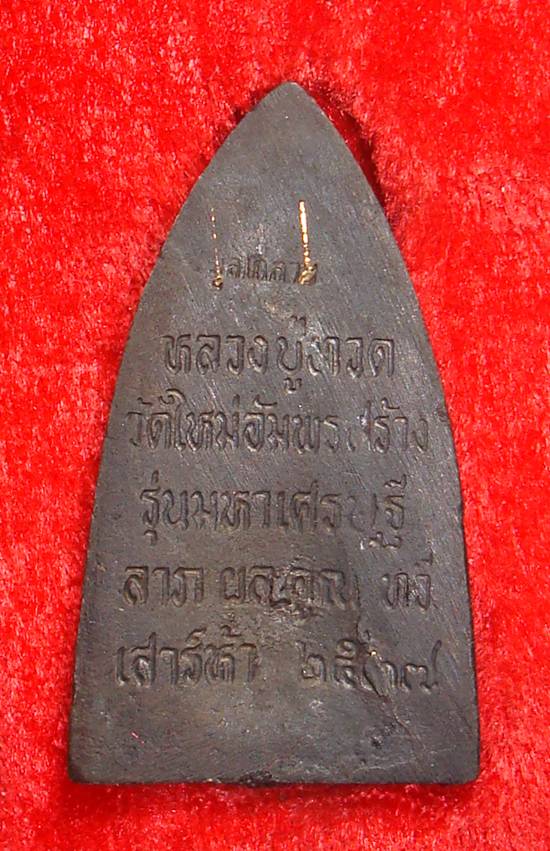 หลวงปู่ทวด
วัดใหม่อัมพร สร้าง
รุ่นมหาเศรษฐี
ลาภ ผล พูน ทวี
เสาร์ห้า ๒๕๓๗